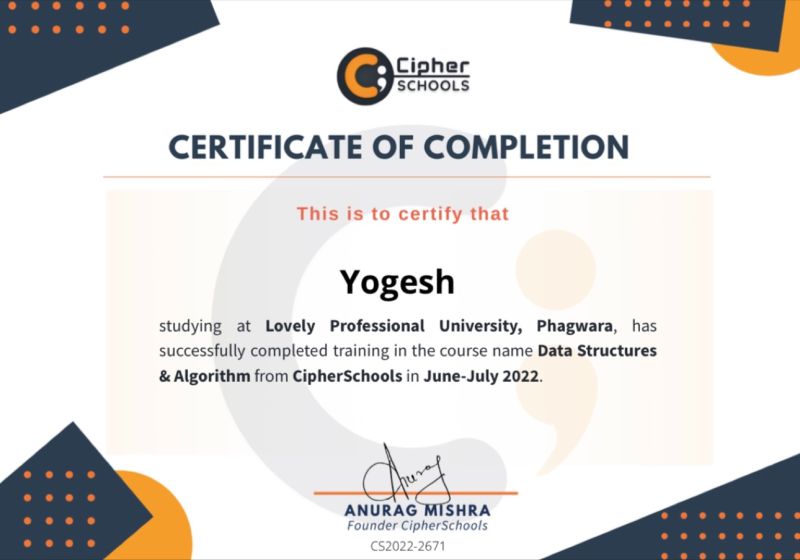 Cipher
SCHOOLS
CERTIFICATE OF COMPLETION
This is to certify that
Yogesh
studying at Lovely Professional University, Phagwara, has
successfully completed training in the course name Data Structures
& Algorithm from CipherSchools in June-July 2022.
Anurag
ANURAG MISHRA
Founder CipherSchools
CS2022-2671